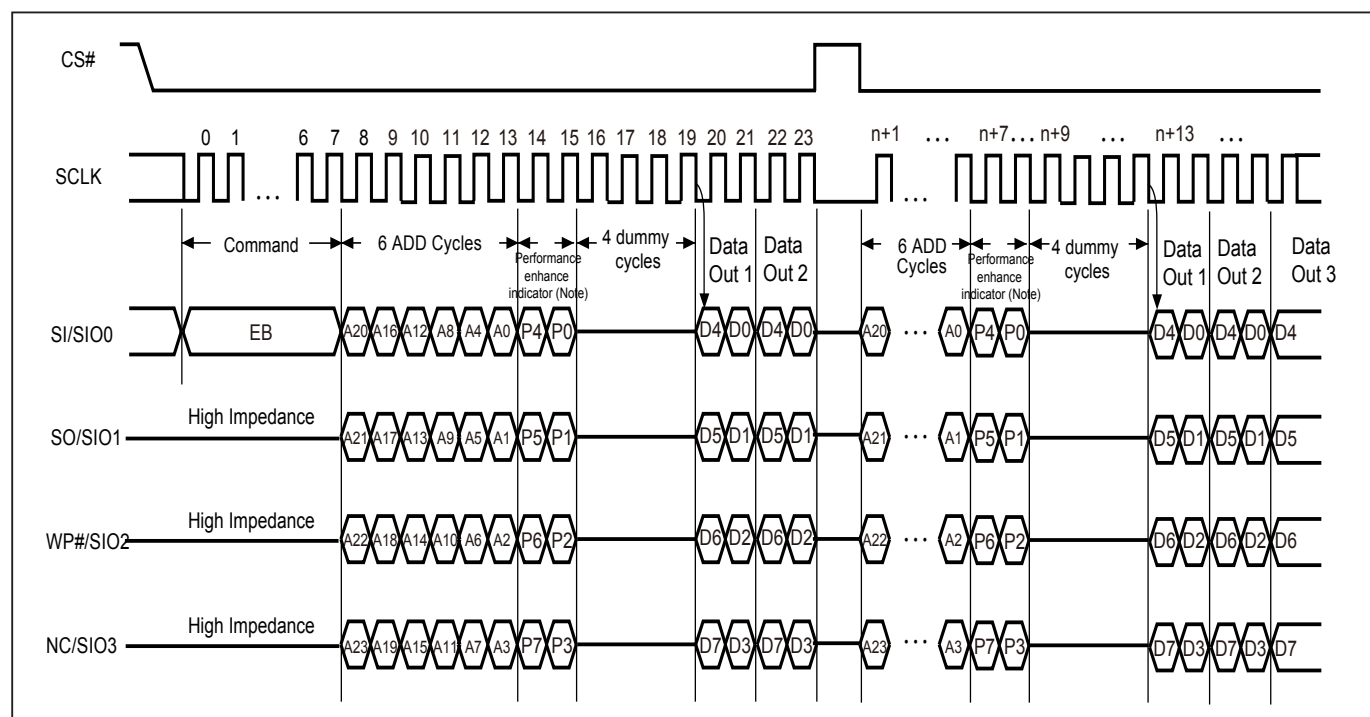 CS#
0 1 6 7 8 9 10 11 12 13 14 15 16 17 18 19 20 21 22 23 n+1 ... n+7... n+9 ... n+13 ...
SCLK
... ...
Command 6 ADD Cycles Performance enhance indicator (Note) 4 dummy cycles Data Out 1 Data Out 2 6 ADD Cycles Performance enhance indicator (Note) 4 dummy cycles Data Out 1 Data Out 2 Data Out 3
SI/SIO0 EB A20 A16 A12 A8 A4 A0 P4 P0 D4 D0 D4 D0 A20 ... A0 P4 P0 D4 D0 D4 D0 D4
High Impedance
SO/SIO1 A21 A17 A13 A9 A5 A1 P5 P1 D5 D1 D5 D1 A21 ... A1 P5 P1 D5 D1 D5 D1 D5
High Impedance
WP#/SIO2 A22 A18 A14 A10 A6 A2 P6 P2 D6 D2 D6 D2 A22 ... A2 P6 P2 D6 D2 D6 D2 D6
High Impedance
NC/SIO3 A23 A19 A15 A11 A7 A3 P7 P3 D7 D3 D7 D3 A23 ... A3 P7 P3 D7 D3 D7 D3 D7